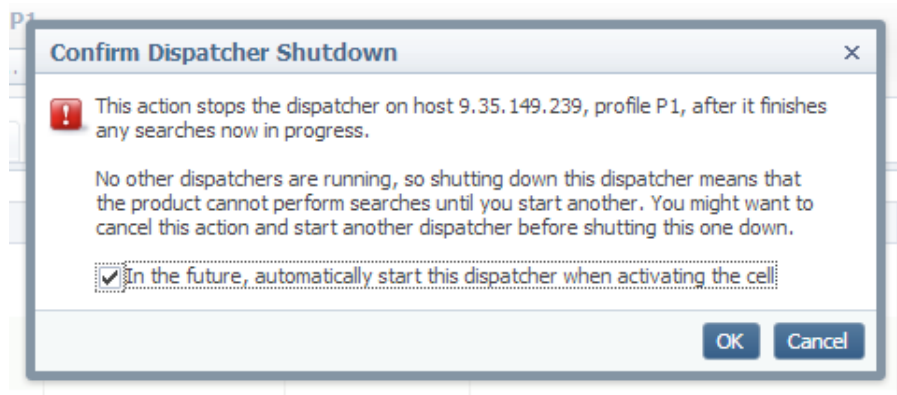 P1
Confirm Dispatcher Shutdown
This action stops the dispatcher on host 9.35.149.239, profile P1, after it finishes
any searches now in progress.
No other dispatchers are running, so shutting down this dispatcher means that
the product cannot perform searches until you start another. You might want to
cancel this action and start another dispatcher before shutting this one down.
In the future, automatically start this dispatcher when activating the cell
OK Cancel